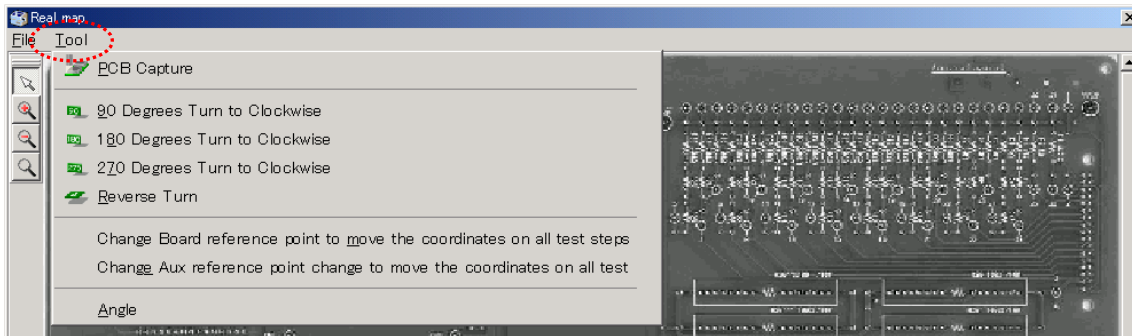 Real map
File Tool
PCB Capture
90 Degrees Turn to Clockwise
180 Degrees Turn to Clockwise
270 Degrees Turn to Clockwise
Reverse Turn
Change Board reference point to move the coordinates on all test steps
Change Aux reference point change to move the coordinates on all test
Angle